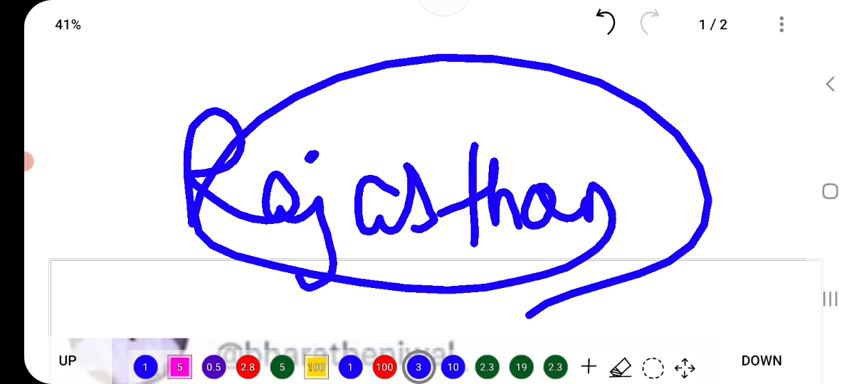 41%
1 / 2
Rajasthan
@bharatheniwal
UP
1 5 0.5 2.8 5 100 1 100 3 10 2.3 19 2.3
DOWN